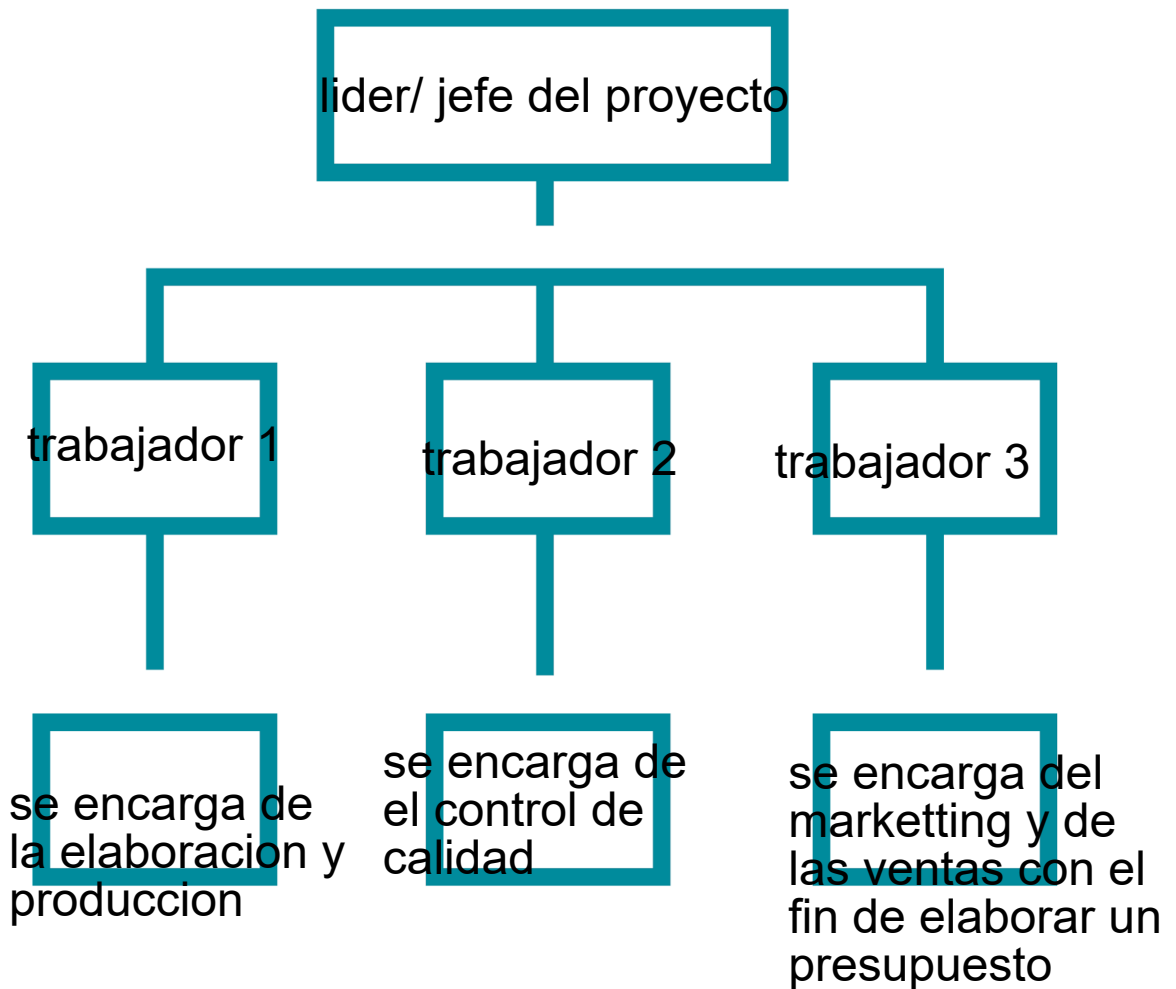 lider/ jefe del proyecto
trabajador 1
trabajador 2
trabajador 3
se encarga de
la elaboracion y
produccion
se encarga de
el control de
calidad
se encarga del
marketting y de
las ventas con el
fin de elaborar un
presupuesto